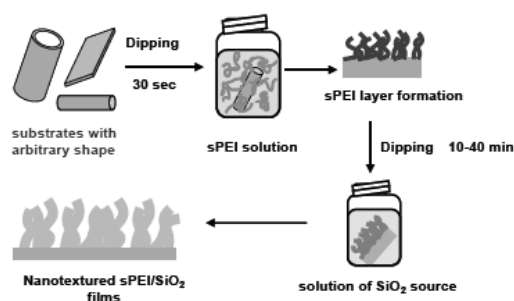 Dipping
30 sec
substrates with
arbitrary shape
sPEI solution
sPEI layer formation
Dipping 10-40 min
solution of SiO₂ source
Nanotextured sPEI/SiO₂
films